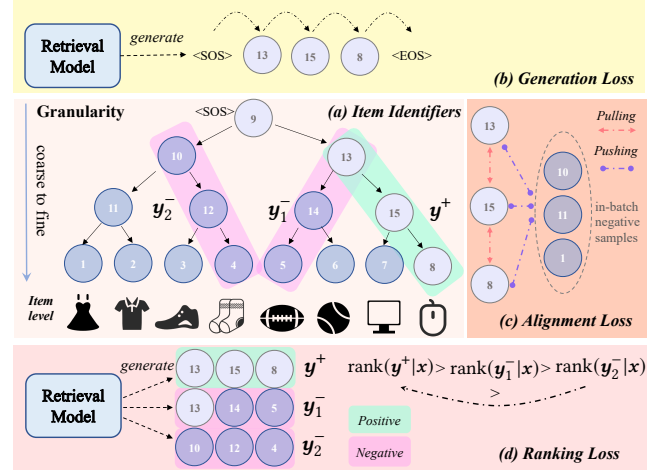 Retrieval Model
generate
<SOS>
13
15
8
<EOS>
(b) Generation Loss
Granularity
<SOS>
9
(a) Item Identifiers
coarse to fine
10
13
11
y₂⁻
12
y₁⁻
14
15
y⁺
1
2
3
4
5
6
7
8
Item level
13
15
8
Pulling
Pushing
10
11
1
in-batch
negative
samples
(c) Alignment Loss
Retrieval
Model
generate
13 15 8 y⁺
13 14 5 y₁⁻
10 12 4 y₂⁻
rank(y⁺|x)> rank(y₁⁻|x)> rank(y₂⁻|x)
>
Positive
Negative
(d) Ranking Loss